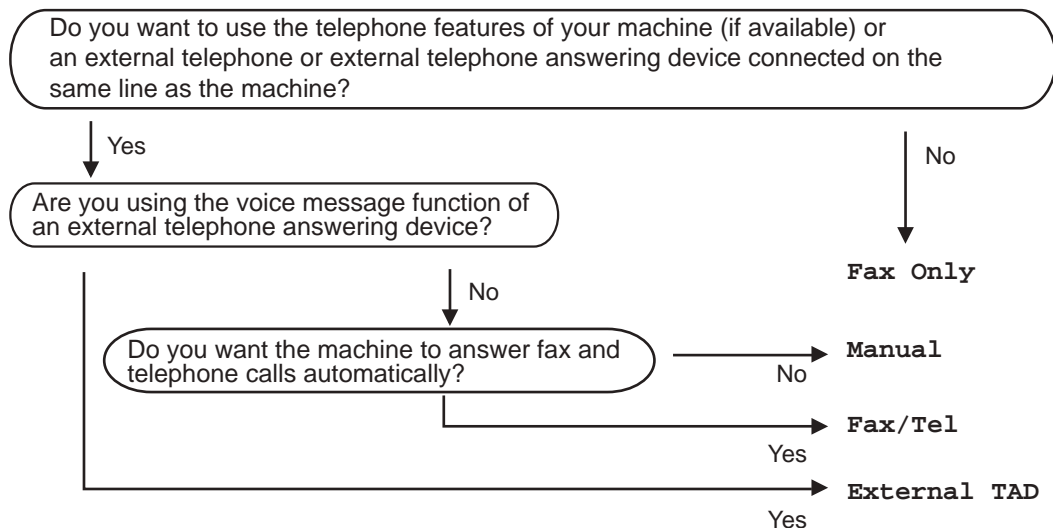 Do you want to use the telephone features of your machine (if available) or
an external telephone or external telephone answering device connected on the
same line as the machine?
Yes
No
Are you using the voice message function of
an external telephone answering device?
Fax Only
No
Do you want the machine to answer fax and
telephone calls automatically?
Manual
No
Fax/Tel
Yes
External TAD
Yes